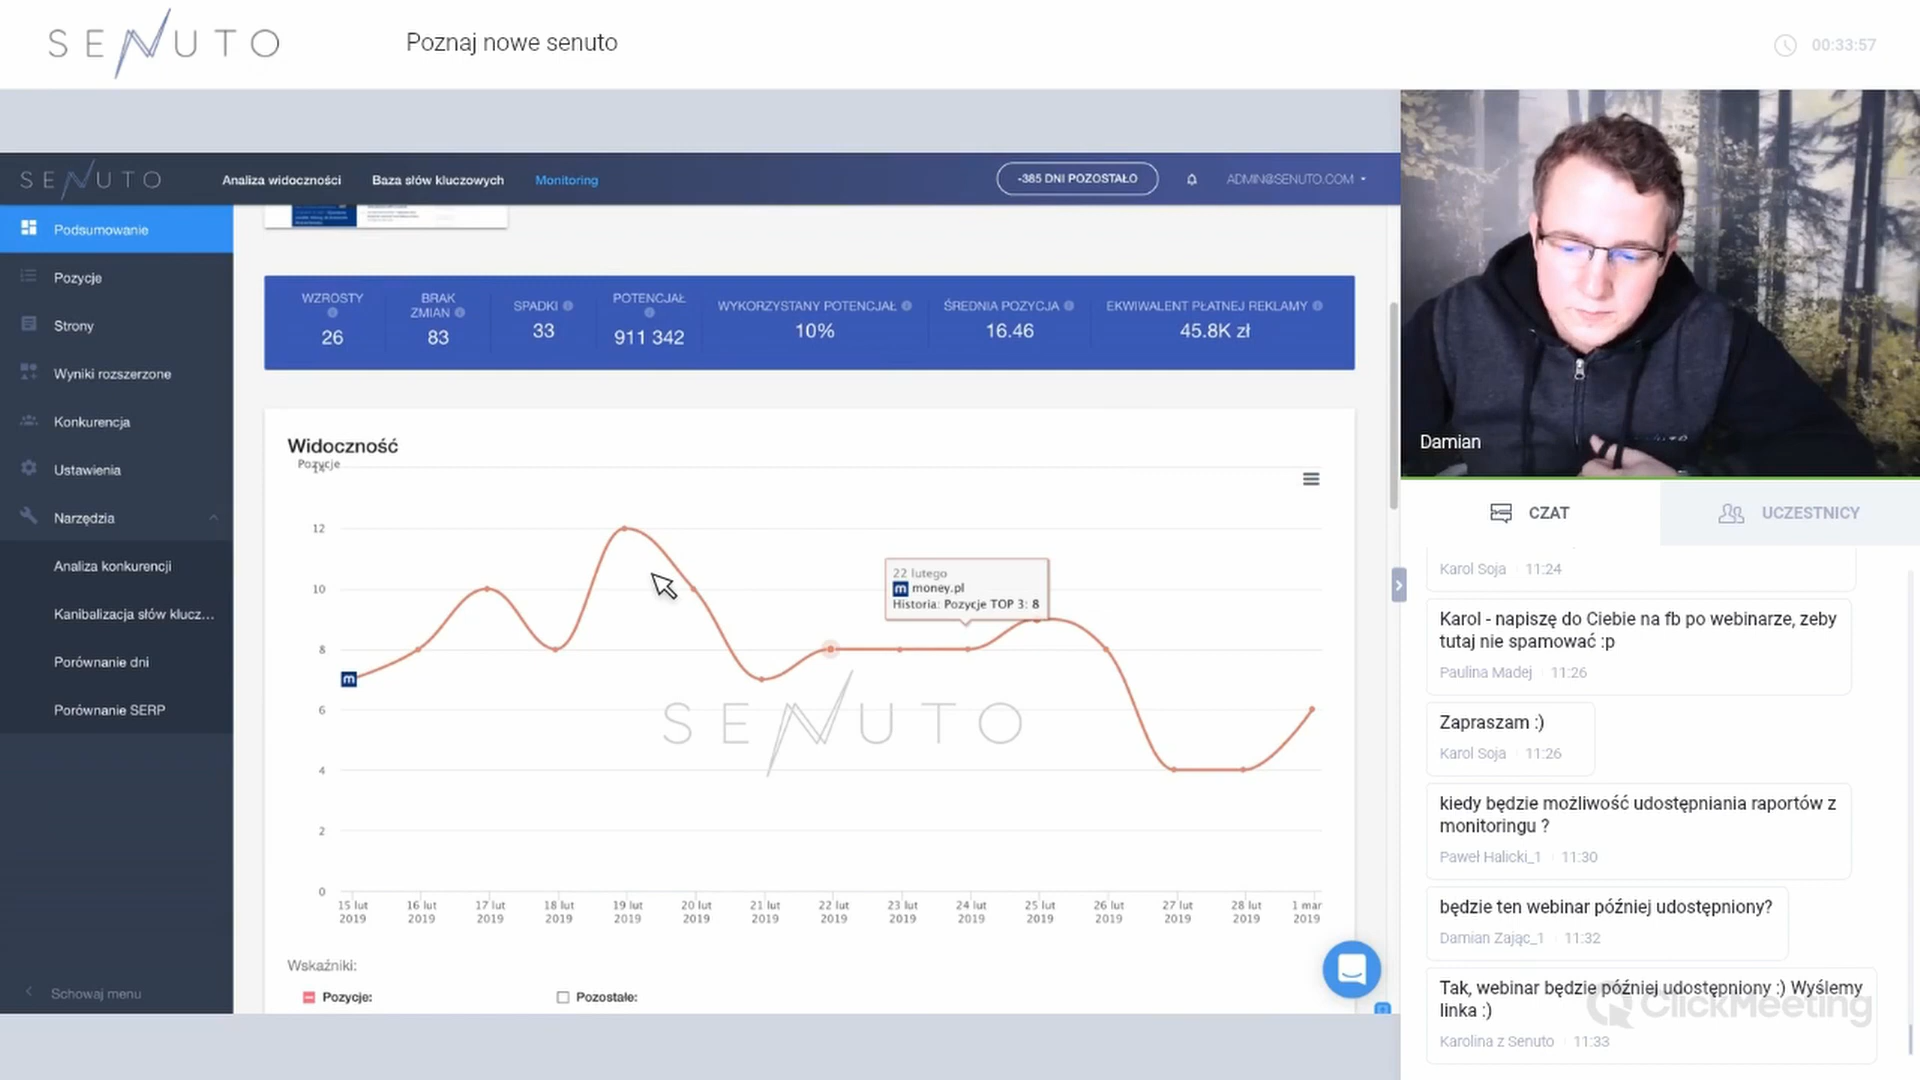 SENUTO
Poznaj nowe senuto
00:33:57
SENUTO
Analiza widoczności
Baza słów kluczowych
Monitoring
-385 DNI POZOSTAŁO
ADMIN@SENUTO.COM
Podsumowanie
Pozycje
Strony
Wyniki rozszerzone
Konkurencja
Ustawienia
Narzędzia
Analiza konkurencji
Kanibalizacja słów klucz...
Porównanie dni
Porównanie SERP
Schowaj menu
WZROSTY
26
BRAK ZMIAN
83
SPADKI
33
POTENCJAŁ
911 342
WYKORZYSTANY POTENCJAŁ
10%
ŚREDNIA POZYCJA
16.46
EKWIWALENT PŁATNEJ REKLAMY
45.8K zł
Widoczność
Pozycje
14
12
10
8
6
4
2
0
m
22 lutego
m money.pl
Historia: Pozycje TOP 3: 8
SENUTO
15 lut 2019
16 lut 2019
17 lut 2019
18 lut 2019
19 lut 2019
20 lut 2019
21 lut 2019
22 lut 2019
23 lut 2019
24 lut 2019
25 lut 2019
26 lut 2019
27 lut 2019
28 lut 2019
1 mar 2019
Wskaźniki:
Pozycje:
Pozostałe:
Damian
CZAT
UCZESTNICY
Karol Soja 11:24
Karol - napiszę do Ciebie na fb po webinarze, zeby
tutaj nie spamować :p
Paulina Madej 11:26
Zapraszam :)
Karol Soja 11:26
kiedy będzie możliwość udostępniania raportów z
monitoringu ?
Paweł Halicki_1 11:30
będzie ten webinar później udostępniony?
Damian Zając_1 11:32
Tak, webinar będzie później udostępniony :) Wyślemy
linka :)
Karolina z Senuto 11:33
ClickMeeting